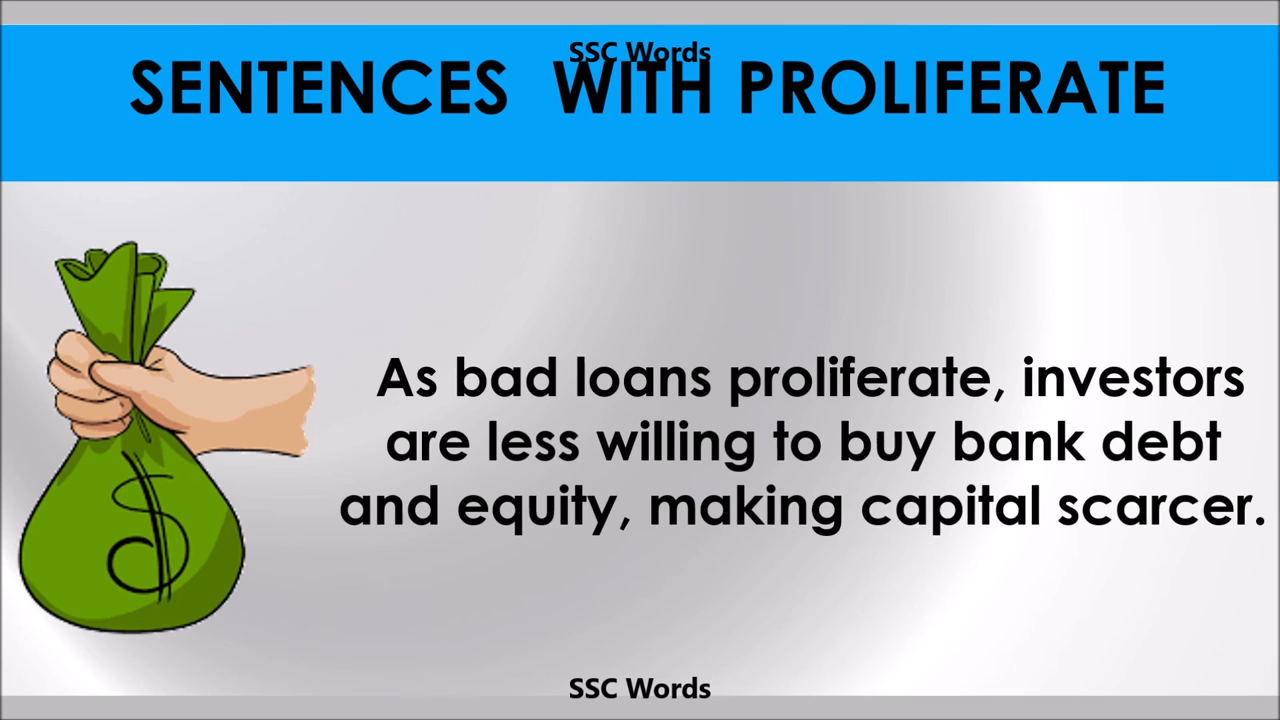 SSC Words
SENTENCES WITH PROLIFERATE
As bad loans proliferate, investors
are less willing to buy bank debt
and equity, making capital scarcer.
SSC Words